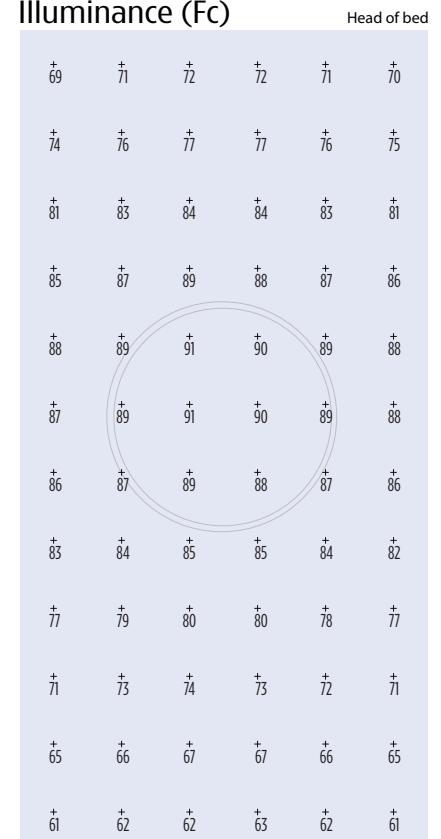 Illuminance (Fc) Head of bed
+ + + + + +
69 71 72 72 71 70
+ + + + + +
74 76 77 77 76 75
+ + + + + +
81 83 84 84 83 81
+ + + + + +
85 87 89 88 87 86
+ + + + + +
88 89 91 90 89 88
+ + + + + +
87 89 91 90 89 88
+ + + + + +
86 87 89 88 87 86
+ + + + + +
83 84 85 85 84 82
+ + + + + +
77 79 80 80 78 77
+ + + + + +
71 73 74 73 72 71
+ + + + + +
65 66 67 67 66 65
+ + + + + +
61 62 62 63 62 61